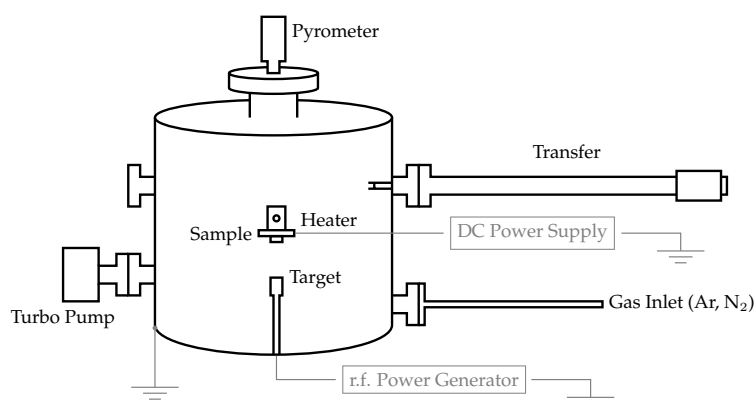 Pyrometer
Transfer
Heater
Sample
DC Power Supply
Target
Turbo Pump
Gas Inlet (Ar, N₂)
r.f. Power Generator